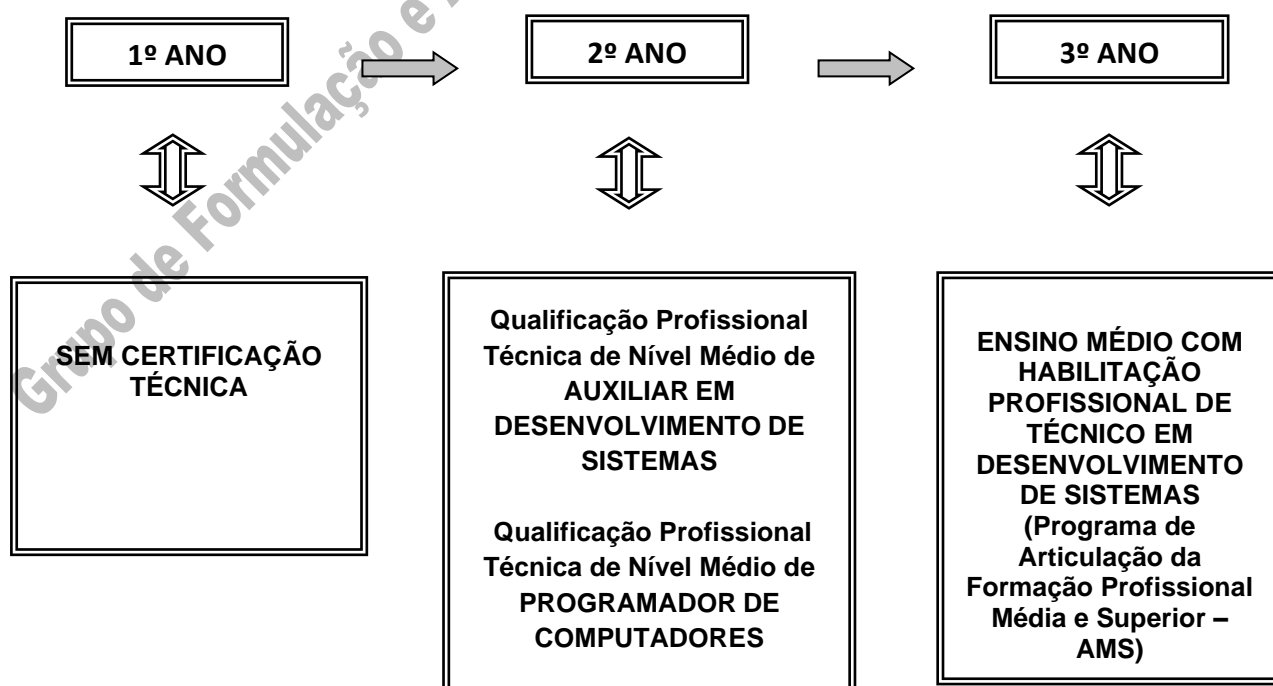 1º ANO
2º ANO
3º ANO
SEM CERTIFICAÇÃO
TÉCNICA
Qualificação Profissional
Técnica de Nível Médio de
AUXILIAR EM
DESENVOLVIMENTO DE
SISTEMAS
Qualificação Profissional
Técnica de Nível Médio de
PROGRAMADOR DE
COMPUTADORES
ENSINO MÉDIO COM
HABILITAÇÃO
PROFISSIONAL DE
TÉCNICO EM
DESENVOLVIMENTO
DE SISTEMAS
(Programa de
Articulação da
Formação Profissional
Média e Superior –
AMS)
Grupo de Formulação e